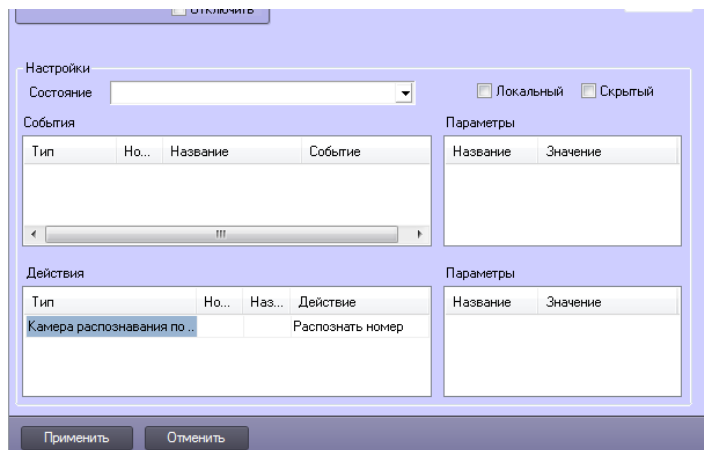 Отключить
Настройки
Состояние
Локальный
Скрытый
События
Параметры
Тип Но... Название Событие
Название Значение
Действия
Параметры
Тип Но... Наз... Действие
Название Значение
Камера распознавания по .. Распознать номер
Применить
Отменить